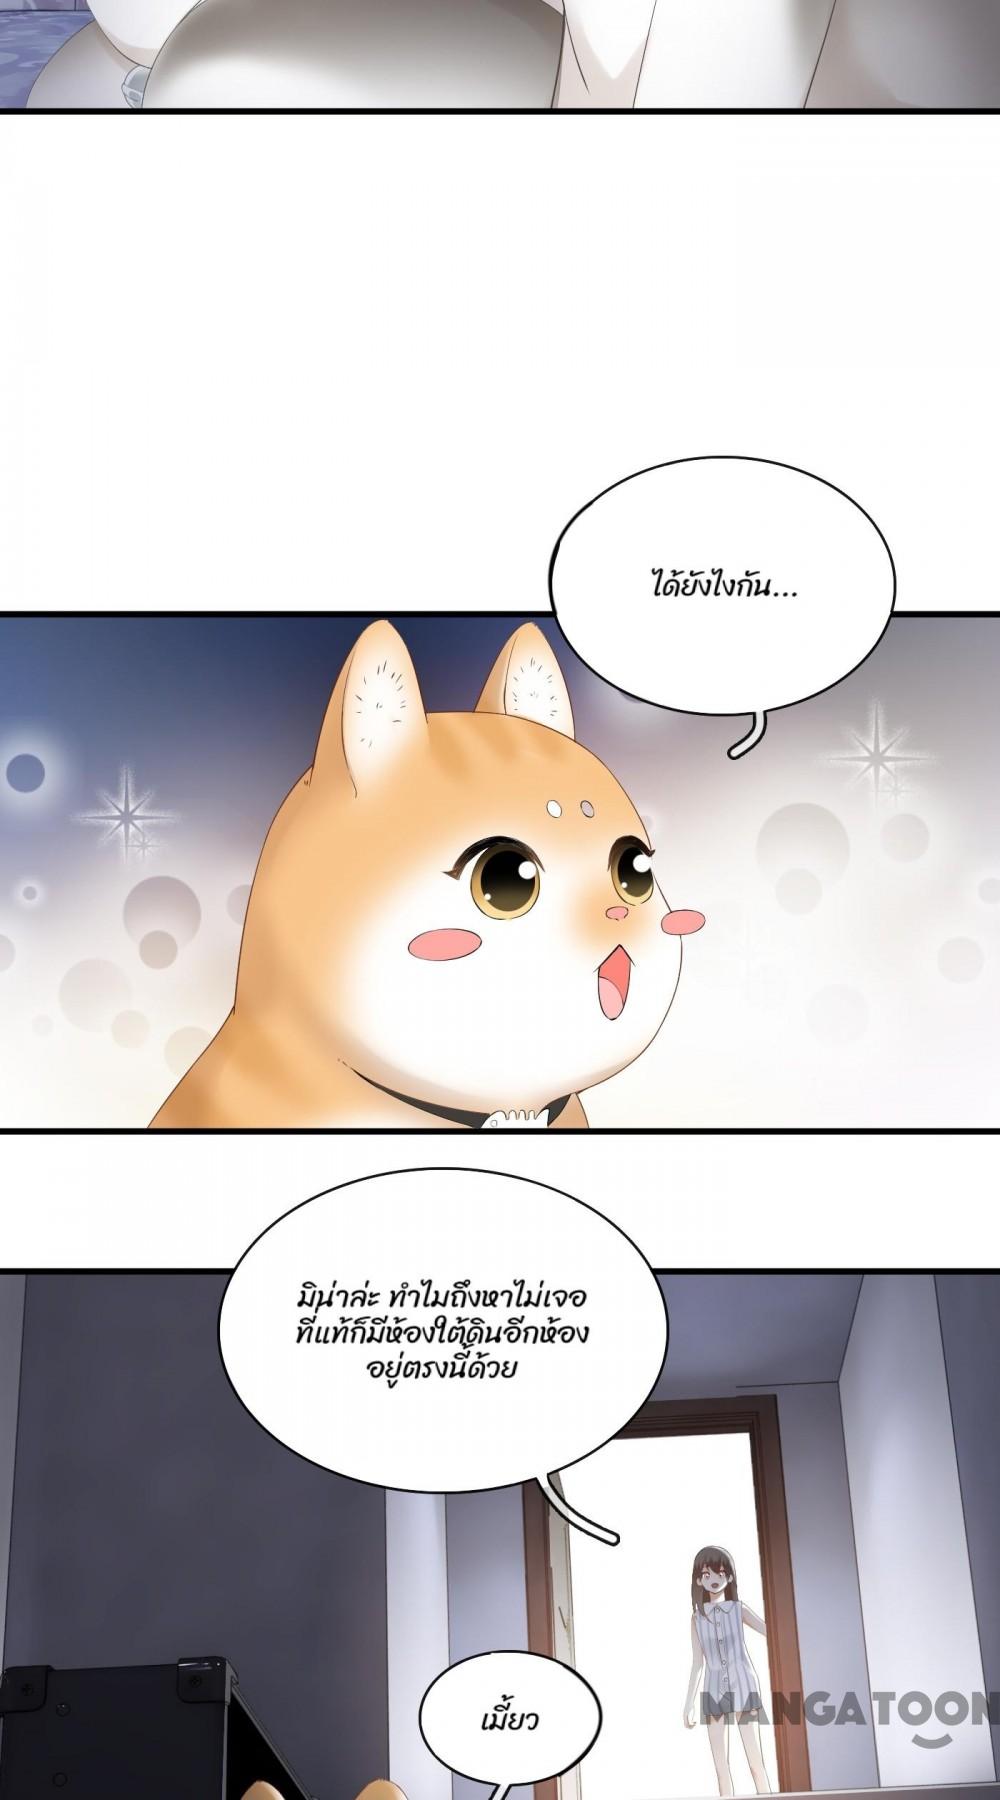 ได้ยังไงกัน...
มิน่าล่ะ ทำไมถึงหาไม่เจอ
ที่แท้ก็มีห้องใต้ดินอีกห้อง
อยู่ตรงนี้ด้วย
MANGATOON
เมี้ยว